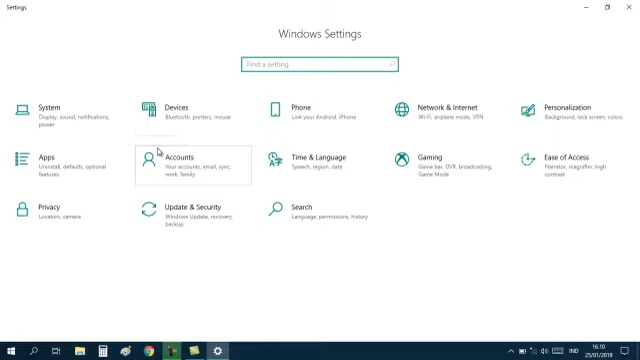 Settings
Windows Settings
Find a setting
System
Display, sound, notifications,
power
Devices
Bluetooth, printers, mouse
Phone
Link your Android, iPhone
Network & Internet
Wi-Fi, airplane mode, VPN
Personalization
Background, lock screen, colors
Apps
Uninstall, defaults, optional
features
Accounts
Your accounts, email, sync,
work, family
Time & Language
Speech, region, date
Gaming
Game bar, DVR, broadcasting,
Game Mode
Ease of Access
Narrator, magnifier, high
contrast
Privacy
Location, camera
Update & Security
Windows Update, recovery,
backup
Search
Language, permissions, history
IND
16.10
25/01/2019